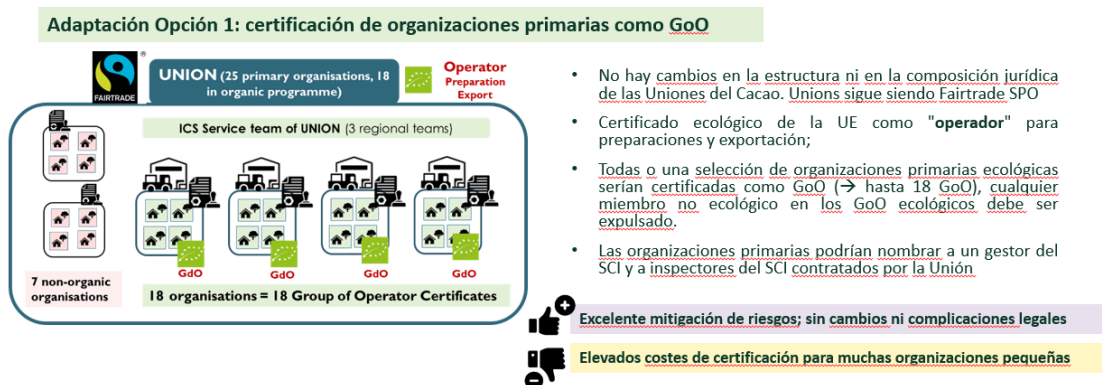 Adaptación Opción 1: certificación de organizaciones primarias como GoO
FAIRTRADE
®
UNION (25 primary organisations, 18
in organic programme)
Operator
Preparation
Export
ICS Service team of UNION (3 regional teams)
GdO
GdO
GdO
GdO
7 non-organic
organisations
18 organisations = 18 Group of Operator Certificates
• No hay cambios en la estructura ni en la composición jurídica
de las Uniones del Cacao. Unions sigue siendo Fairtrade SPO
• Certificado ecológico de la UE como "operador" para
preparaciones y exportación;
• Todas o una selección de organizaciones primarias ecológicas
serían certificadas como GoO (→ hasta 18 GoO), cualquier
miembro no ecológico en los GoO ecológicos debe ser
expulsado.
• Las organizaciones primarias podrían nombrar a un gestor del
SCI y a inspectores del SCI contratados por la Unión
Excelente mitigación de riesgos; sin cambios ni complicaciones legales
Elevados costes de certificación para muchas organizaciones pequeñas